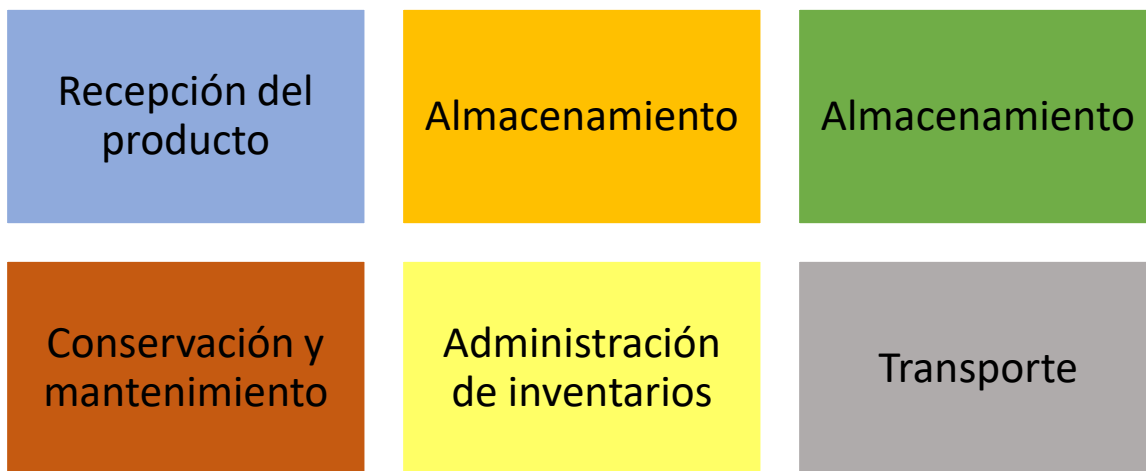 Recepción del
producto
Almacenamiento
Almacenamiento
Conservación y
mantenimiento
Administración
de inventarios
Transporte